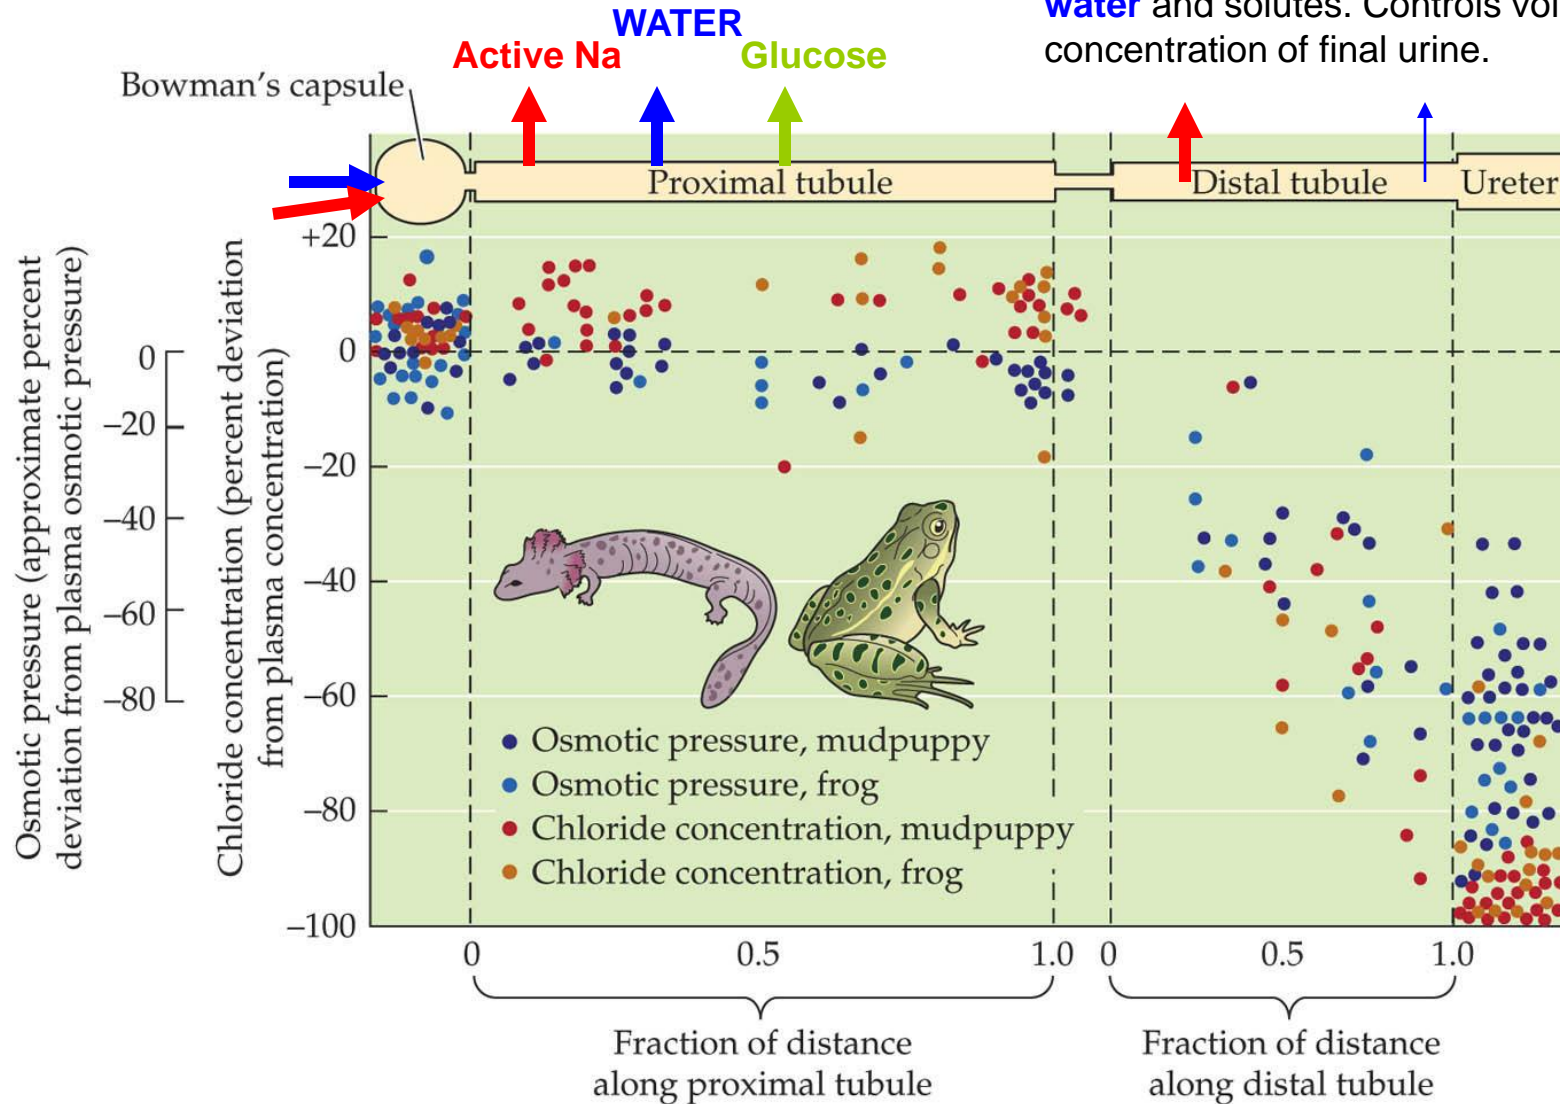 water and solutes. Controls vol
concentration of final urine.
WATER
Active Na
Glucose
Bowman's capsule
Proximal tubule
Distal tubule
Ureter
Osmotic pressure (approximate percent
deviation from plasma osmotic pressure)
0
–20
–40
–60
–80
Chloride concentration (percent deviation
from plasma concentration)
+20
0
–20
–40
–60
–80
–100
Osmotic pressure, mudpuppy
Osmotic pressure, frog
Chloride concentration, mudpuppy
Chloride concentration, frog
0 0.5 1.0 0 0.5 1.0
Fraction of distance
along proximal tubule
Fraction of distance
along distal tubule